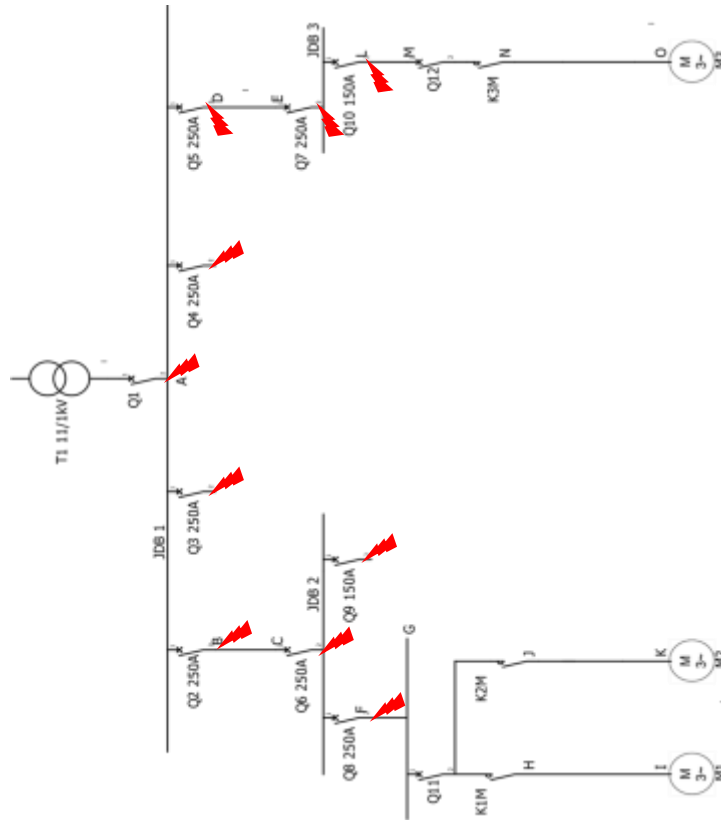 T1 11/1kV
Q1
A
JDB 1
Q5 250A
D
E
Q7 250A
JDB 3
Q10 150A
L
M
Q12
K3M
N
O
M
3~
Q4 250A
Q3 250A
Q2 250A
B
C
Q6 250A
JDB 2
Q9 150A
Q8 250A
F
G
Q11
K2M
J
K
M
3~
K1M
H
I
M
3~
M1